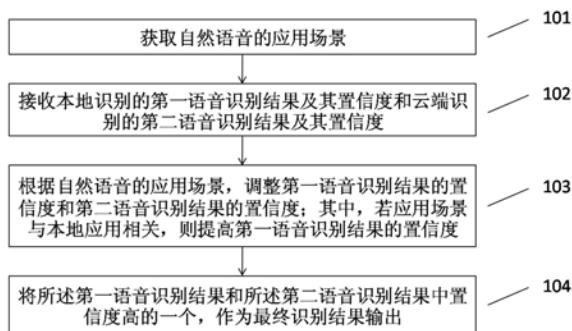 获取自然语音的应用场景
101
接收本地识别的第一语音识别结果及其置信度和云端识
别的第二语音识别结果及其置信度
102
根据自然语音的应用场景，调整第一语音识别结果的置
信度和第二语音识别结果的置信度；其中，若应用场景
与本地应用相关，则提高第一语音识别结果的置信度
103
将所述第一语音识别结果和所述第二语音识别结果中置
信度高的一个，作为最终识别结果输出
104